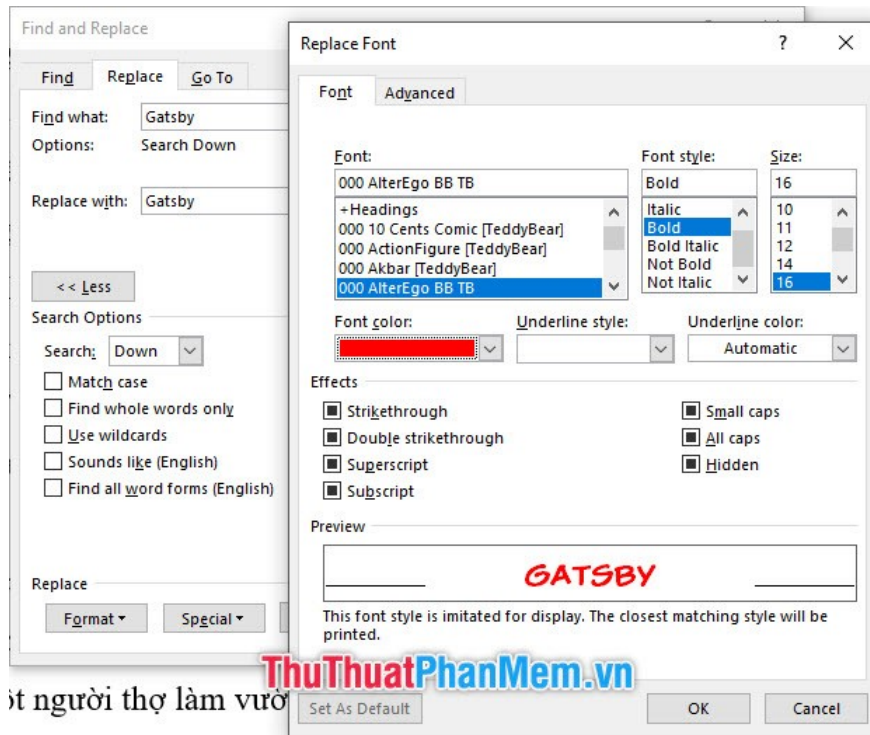 Find and Replace
Find
Replace
Go To
Find what:
Gatsby
Options:
Search Down
Replace with:
Gatsby
<< Less
Search Options
Search:
Down
Match case
Find whole words only
Use wildcards
Sounds like (English)
Find all word forms (English)
Replace
Format
Special
ột người thợ làm vườ
Replace Font
?
Font
Advanced
Font:
Font style:
Size:
000 AlterEgo BB TB
Bold
16
+Headings
000 10 Cents Comic [TeddyBear]
000 ActionFigure [TeddyBear]
000 Akbar [TeddyBear]
000 AlterEgo BB TB
Italic
Bold
Bold Italic
Not Bold
Not Italic
10
11
12
14
16
Font color:
Underline style:
Underline color:
Automatic
Effects
Strikethrough
Double strikethrough
Superscript
Subscript
Small caps
All caps
Hidden
Preview
GATSBY
This font style is imitated for display. The closest matching style will be
printed.
ThuThuatPhanMem.vn
Set As Default
OK
Cancel